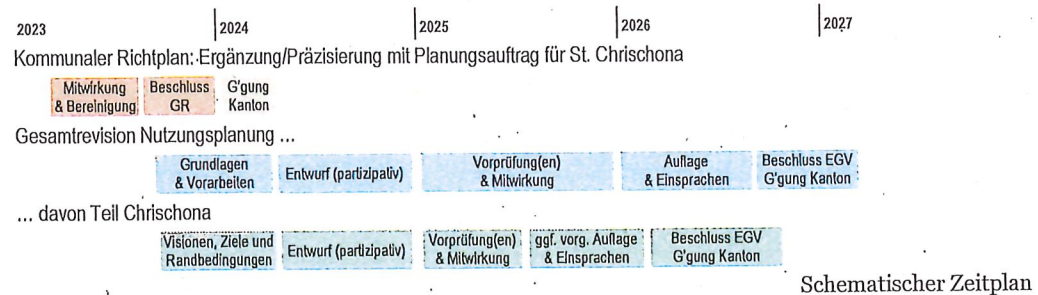 2023 2024 2025 2026 2027
Kommunaler Richtplan: Ergänzung/Präzisierung mit Planungsauftrag für St. Chrischona
Mitwirkung Beschluss G'gung
& Bereinigung GR Kanton
Gesamtrevision Nutzungsplanung ...
Grundlagen
& Vorarbeiten
Entwurf (partizipativ)
Vorprüfung(en)
& Mitwirkung
Auflage
& Einsprachen
Beschluss EGV
G'gung Kanton
... davon Teil Chrischona
Visionen, Ziele und
Randbedingungen
Entwurf (partizipativ)
Vorprüfung(en)
& Mitwirkung
ggf. vorg. Auflage
& Einsprachen
Beschluss EGV
G'gung Kanton
Schematischer Zeitplan